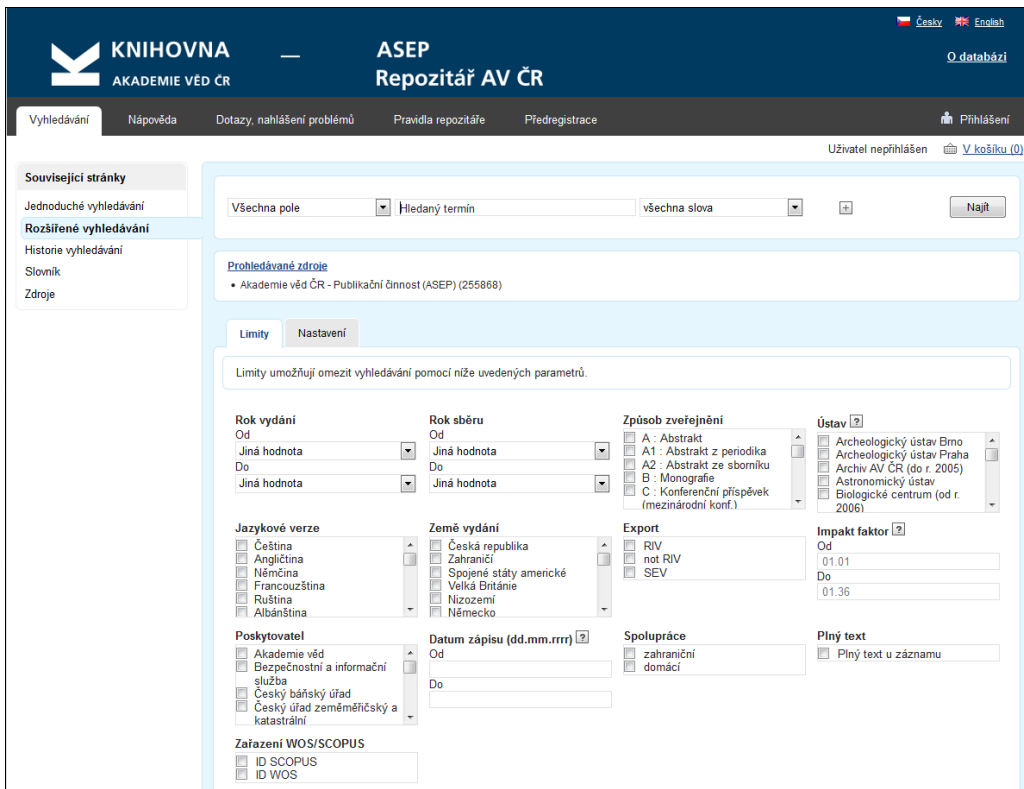 Česky English
KNIHOVNA
AKADEMIE VĚD ČR
—
ASEP
Repozitář AV ČR
O databázi
Vyhledávání Nápověda Dotazy, nahlášení problémů Pravidla repozitáře Předregistrace Přihlášení
Uživatel nepřihlášen V košíku (0)
Související stránky
Jednoduché vyhledávání
Rozšířené vyhledávání
Historie vyhledávání
Slovník
Zdroje
Všechna pole Hledaný termín všechna slova + Najít
Prohledávané zdroje
• Akademie věd ČR - Publikační činnost (ASEP) (255868)
Limity Nastavení
Limity umožňují omezit vyhledávání pomocí níže uvedených parametrů.
Rok vydání
Od
Jiná hodnota
Do
Jiná hodnota
Rok sběru
Od
Jiná hodnota
Do
Jiná hodnota
Způsob zveřejnění
A : Abstrakt
A1 : Abstrakt z periodika
A2 : Abstrakt ze sborníku
B : Monografie
C : Konferenční příspěvek
(mezinárodní konf.)
Ústav ?
Archeologický ústav Brno
Archeologický ústav Praha
Archiv AV ČR (do r. 2005)
Astronomický ústav
Biologické centrum (od r.
2006)
Jazykové verze
Čeština
Angličtina
Němčina
Francouzština
Ruština
Albánština
Země vydání
Česká republika
Zahraničí
Spojené státy americké
Velká Británie
Nizozemí
Německo
Export
RIV
not RIV
SEV
Impakt faktor ?
Od
01.01
Do
01.36
Poskytovatel
Akademie věd
Bezpečnostní a informační
služba
Český báňský úřad
Český úřad zeměměřičský a
katastrální
Datum zápisu (dd.mm.rrrr) ?
Od
Do
Spolupráce
zahraniční
domácí
Plný text
Plný text u záznamu
Zařazení WOS/SCOPUS
ID SCOPUS
ID WOS